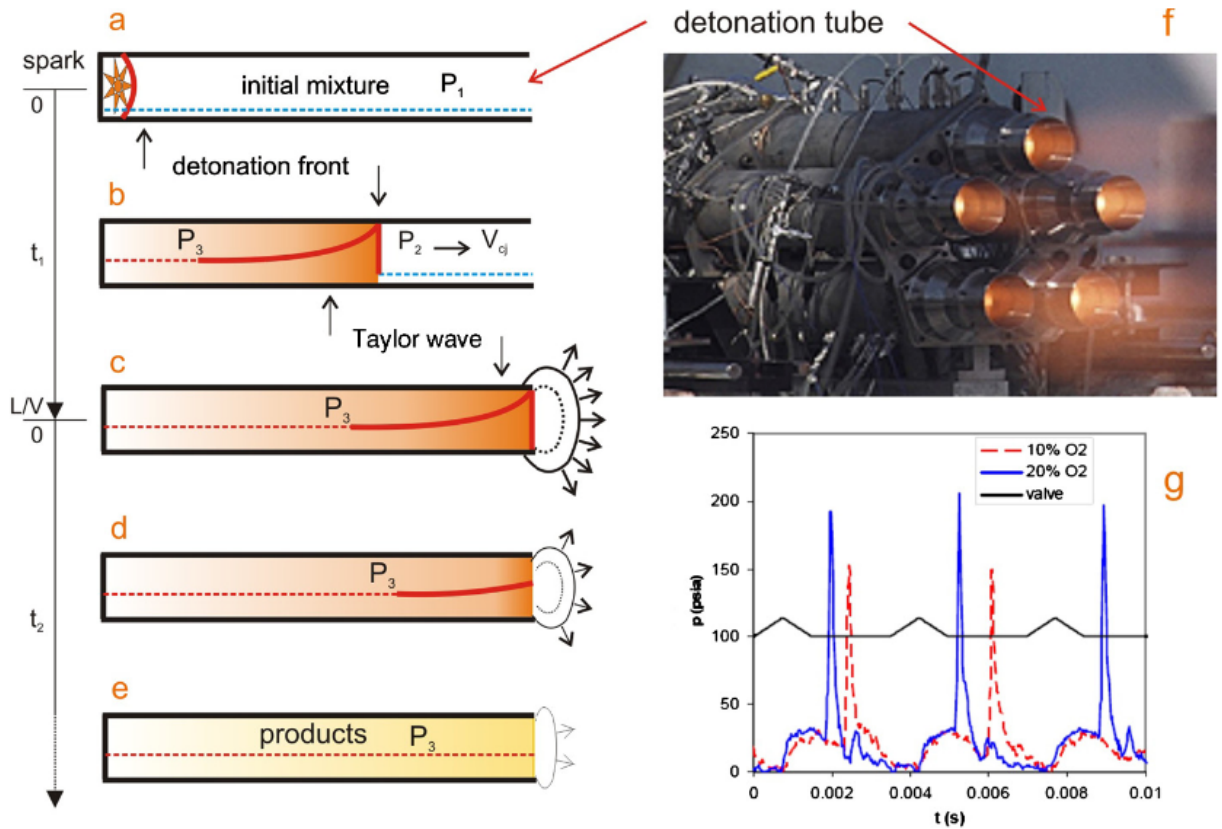 a
spark
0
initial mixture P₁
detonation front
b
t₁
P₃
P₂ → V_cj
Taylor wave
c
L/V
0
P₃
d
P₃
t₂
e
products P₃
detonation tube
f
g
250
200
150
100
50
0
p (psia)
10% O2
20% O2
valve
0 0.002 0.004 0.006 0.008 0.01
t (s)